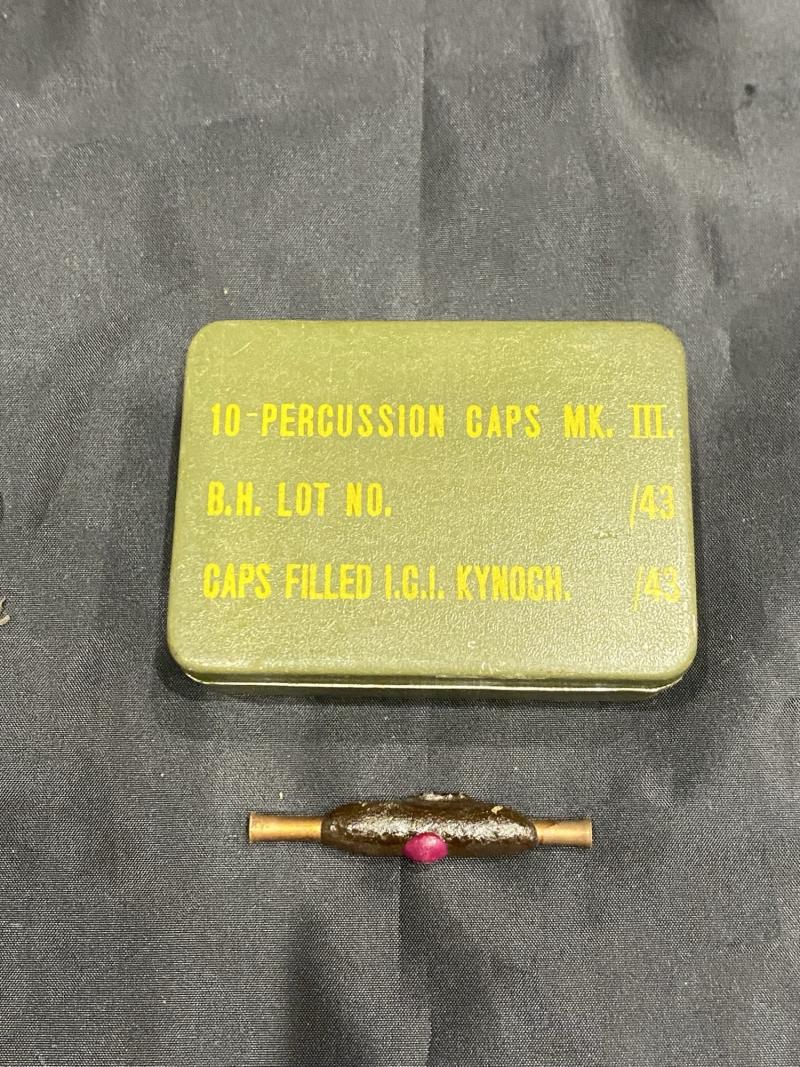 10-PERCUSSION CAPS MK. III.
B.H. LOT NO. /43
CAPS FILLED I.C.I. KYNOCH. /43